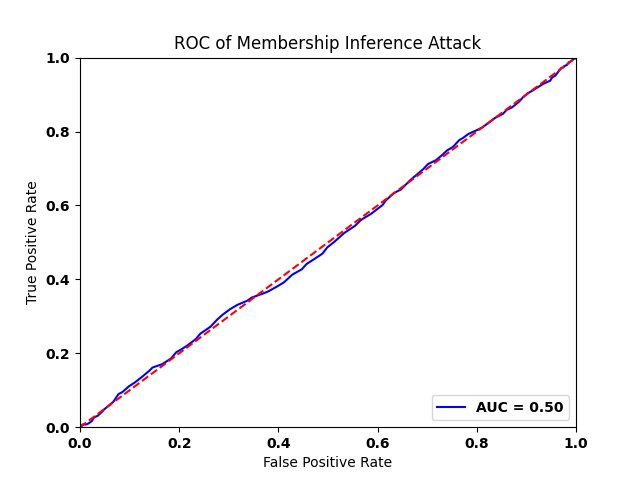 ROC of Membership Inference Attack
1.0
0.8
0.6
0.4
0.2
0.0
True Positive Rate
0.0 0.2 0.4 0.6 0.8 1.0
False Positive Rate
AUC = 0.50